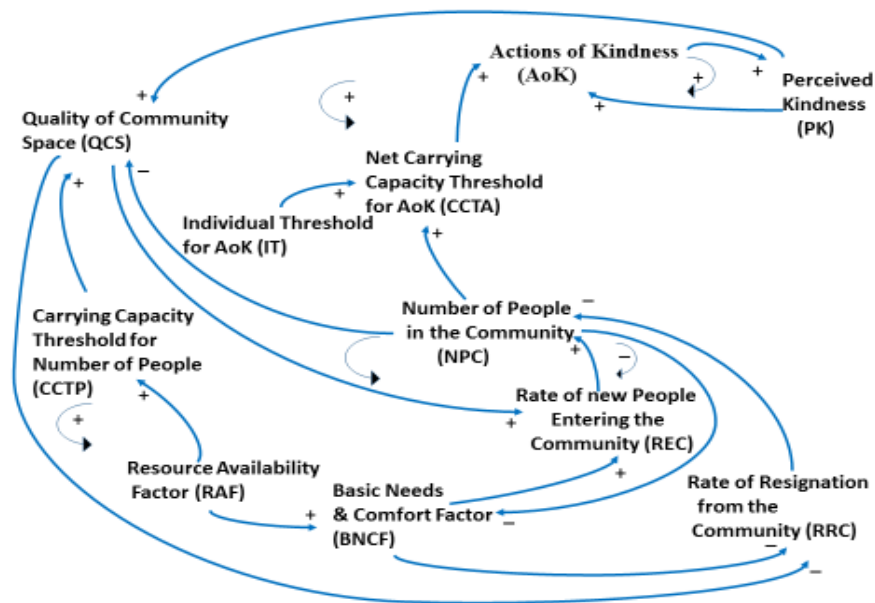 Actions of Kindness
(AoK)
+
+
+
+
Perceived
Kindness
(PK)
+
+
Quality of Community
Space (QCS)
+
–
Net Carrying
Capacity Threshold
for AoK (CCTA)
+
Individual Threshold
for AoK (IT)
+
Carrying Capacity
Threshold for
Number of People
(CCTP)
+
+
Number of People
in the Community
(NPC)
–
+
–
Rate of new People
Entering the
Community (REC)
+
+
Resource Availability
Factor (RAF)
+
Basic Needs
& Comfort Factor
(BNCF)
–
Rate of Resignation
from the
Community (RRC)
–
–